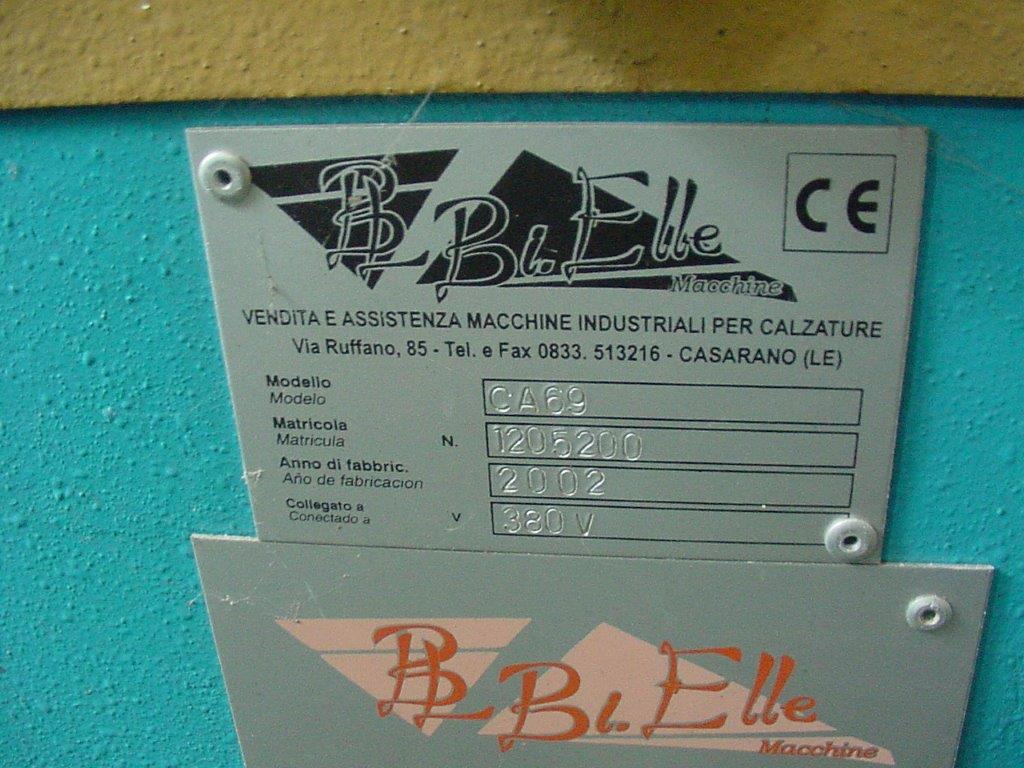 BL Bi. Elle
Macchine
CE
VENDITA E ASSISTENZA MACCHINE INDUSTRIALI PER CALZATURE
Via Ruffano, 85 - Tel. e Fax 0833. 513216 - CASARANO (LE)
Modello
Modelo
CA69
Matricola
Matricula N. 1205200
Anno di fabbric.
Año de fabricacion
2002
Collegato a
Conectado a V 380 V
BL Bi. Elle
Macchine